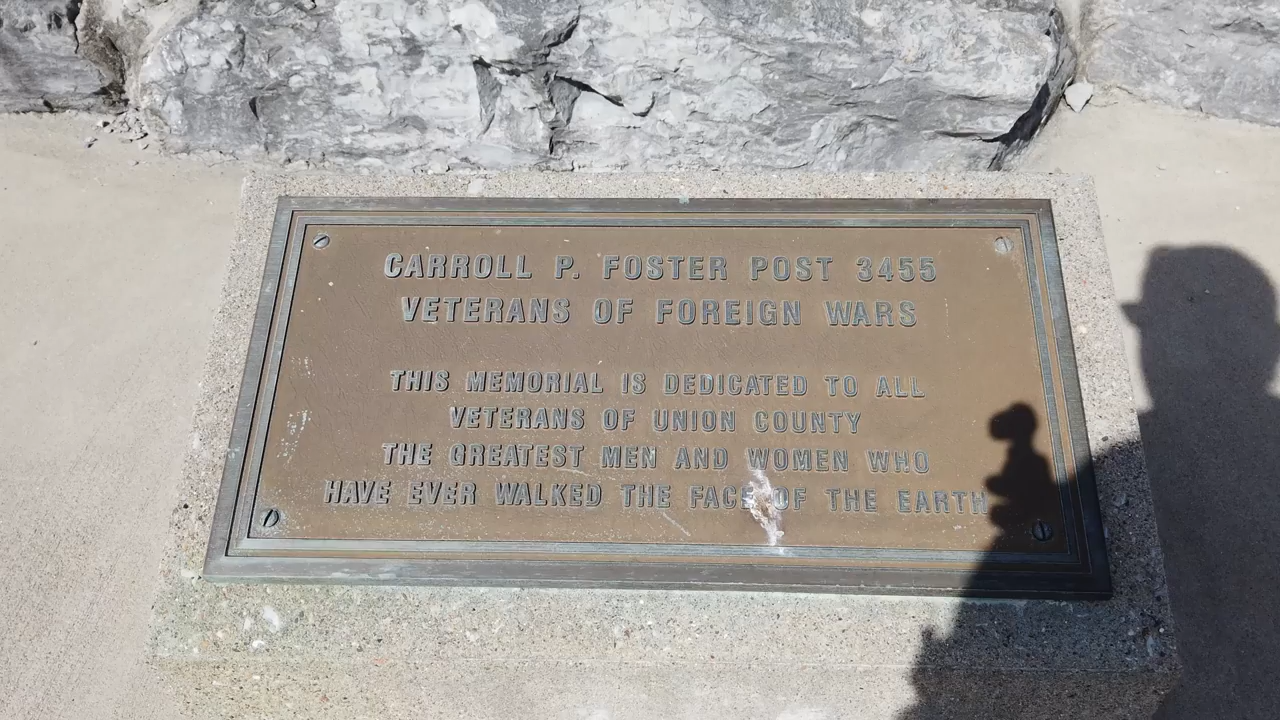 CARROLL P. FOSTER POST 3455
VETERANS OF FOREIGN WARS
THIS MEMORIAL IS DEDICATED TO ALL
VETERANS OF UNION COUNTY
THE GREATEST MEN AND WOMEN WHO
HAVE EVER WALKED THE FACE OF THE EARTH